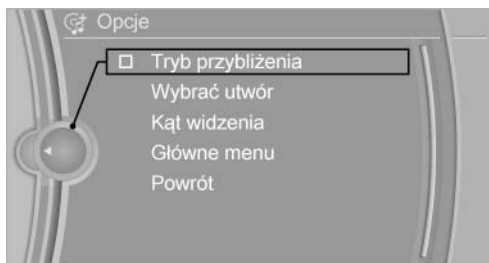 Opcje
Tryb przybliżenia
Wybrać utwór
Kąt widzenia
Główne menu
Powrót